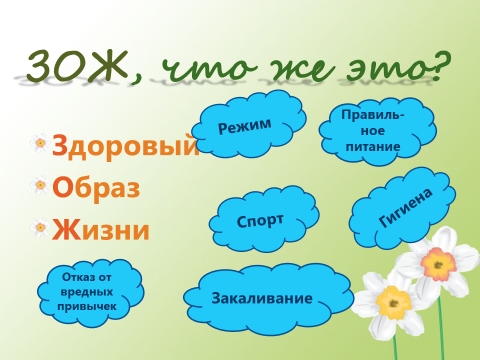 ЗОЖ, что же это?
Здоровый
Образ
Жизни
Режим
Правиль-
ное
питание
Спорт
Гигиена
Отказ от
вредных
привычек
Закаливание